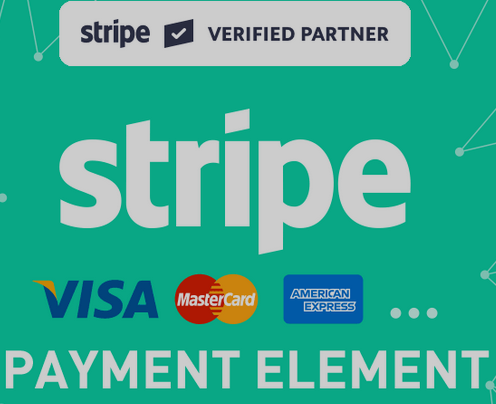 stripe VERIFIED PARTNER
stripe
VISA MasterCard AMERICAN EXPRESS ...
PAYMENT ELEMENT